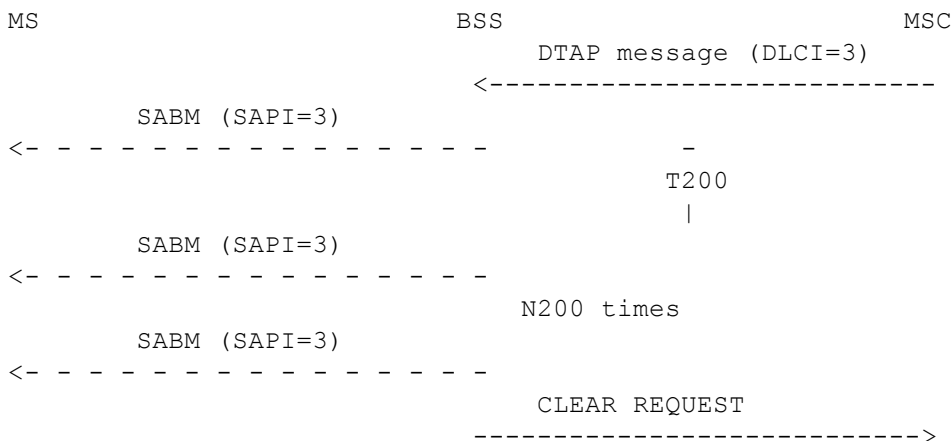 MS BSS MSC
DTAP message (DLCI=3)
<----------------------------
SABM (SAPI=3)
<- - - - - - - - - - - - - - - -
-
T200
|
SABM (SAPI=3)
<- - - - - - - - - - - - - - -
N200 times
SABM (SAPI=3)
<- - - - - - - - - - - - - - -
CLEAR REQUEST
---------------------------->